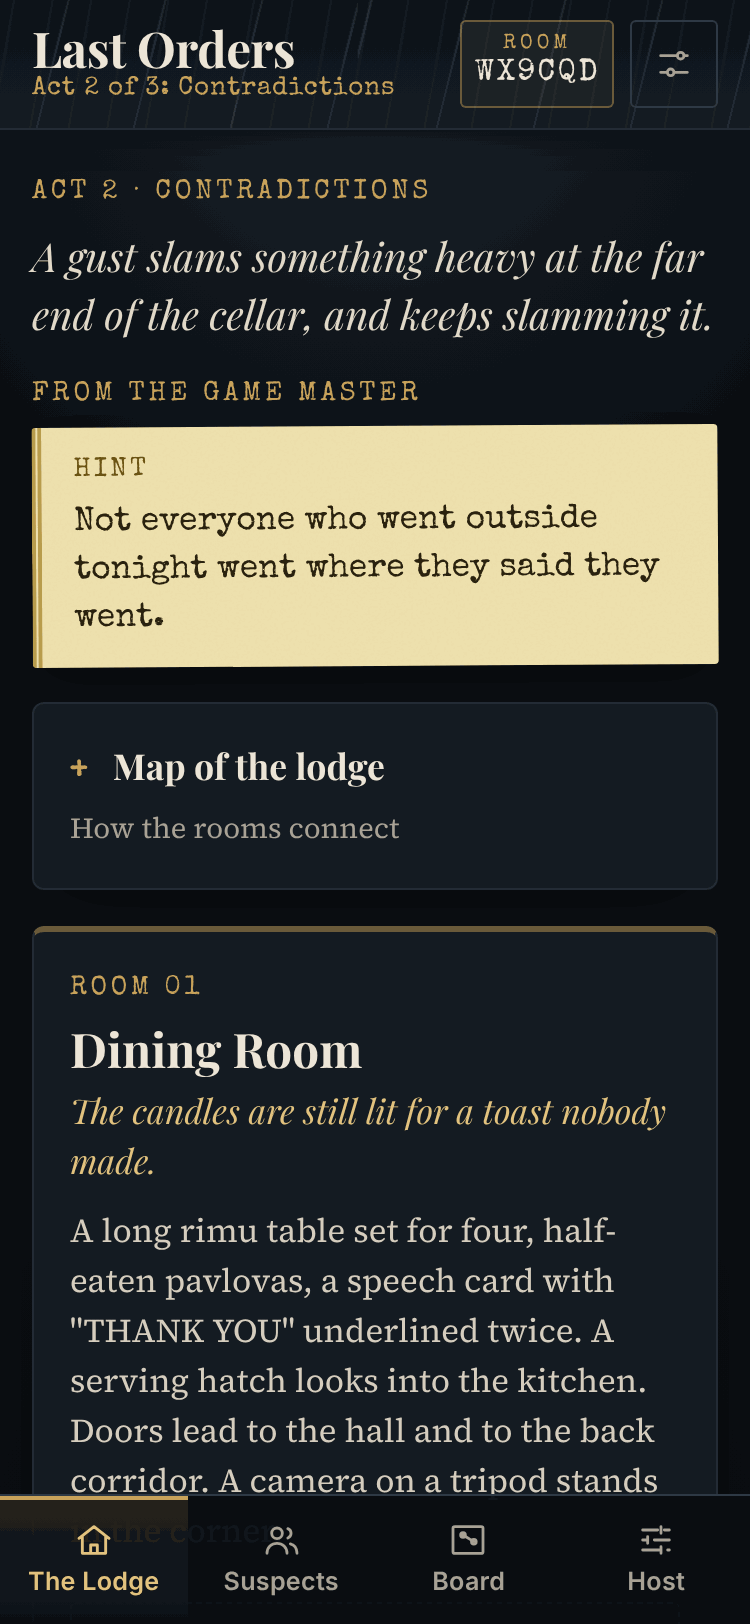 Last Orders
Act 2 of 3: Contradictions
ROOM
WX9CQD
ACT 2 · CONTRADICTIONS
A gust slams something heavy at the far
end of the cellar, and keeps slamming it.
FROM THE GAME MASTER
HINT
Not everyone who went outside
tonight went where they said they
went.
+ Map of the lodge
How the rooms connect
ROOM 01
Dining Room
The candles are still lit for a toast nobody
made.
A long rimu table set for four, half-
eaten pavlovas, a speech card with
"THANK YOU" underlined twice. A
serving hatch looks into the kitchen.
Doors lead to the hall and to the back
corridor. A camera on a tripod stands
the corner
The Lodge
Suspects
Board
Host